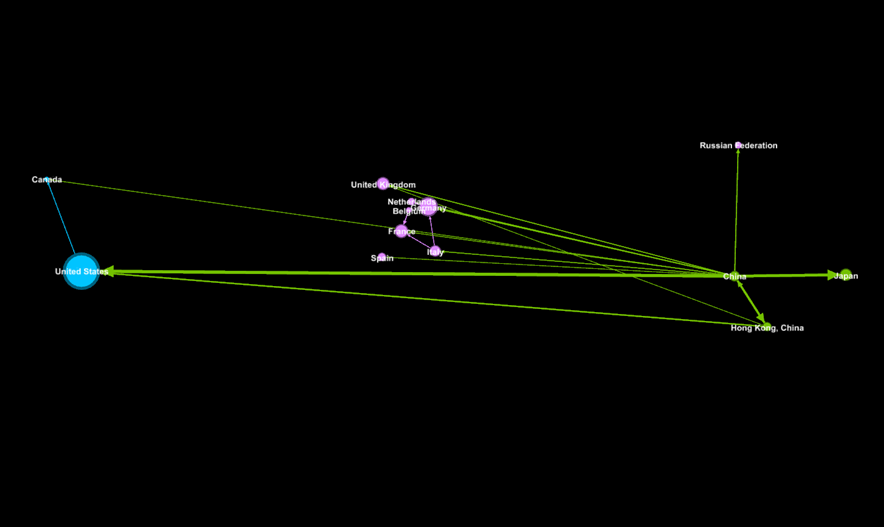 Russian Federation
Canada
United Kingdom
Netherlands
Germany
Belgium
France
Italy
Spain
United States
China
Japan
Hong Kong, China